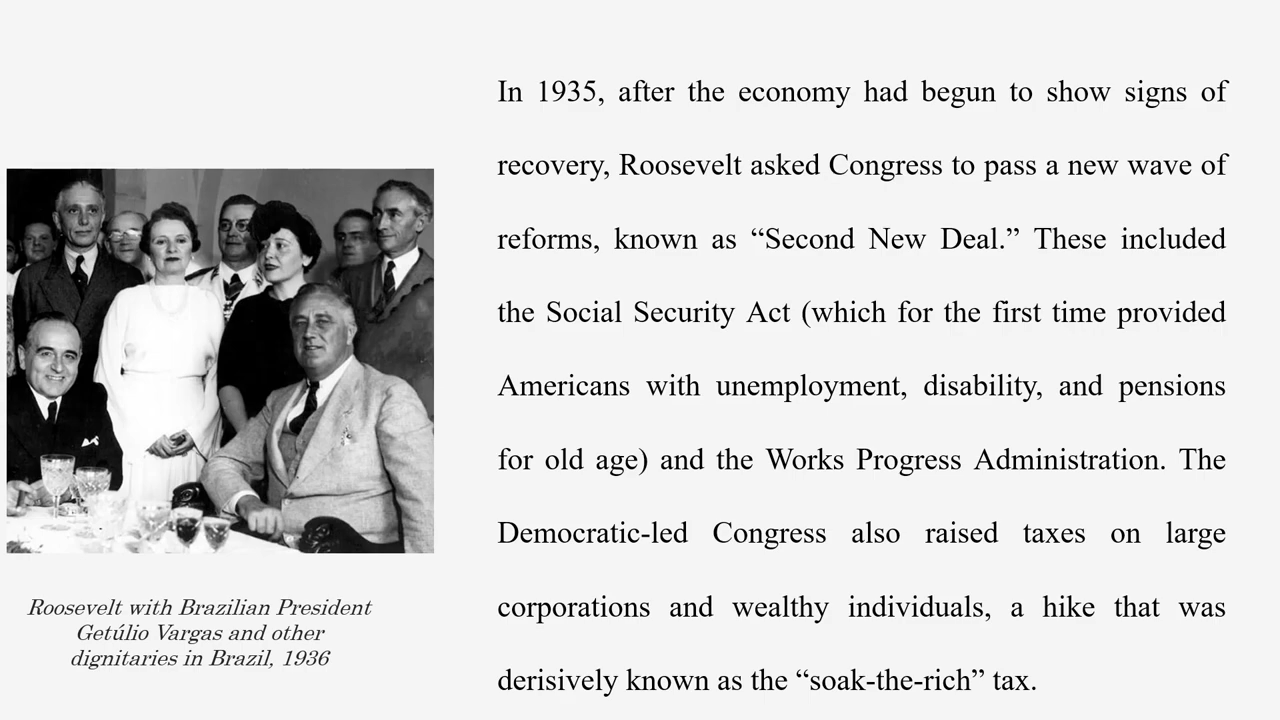 In 1935, after the economy had begun to show signs of
recovery, Roosevelt asked Congress to pass a new wave of
reforms, known as “Second New Deal.” These included
the Social Security Act (which for the first time provided
Americans with unemployment, disability, and pensions
for old age) and the Works Progress Administration. The
Democratic-led Congress also raised taxes on large
corporations and wealthy individuals, a hike that was
derisively known as the “soak-the-rich” tax.
Roosevelt with Brazilian President
Getúlio Vargas and other
dignitaries in Brazil, 1936